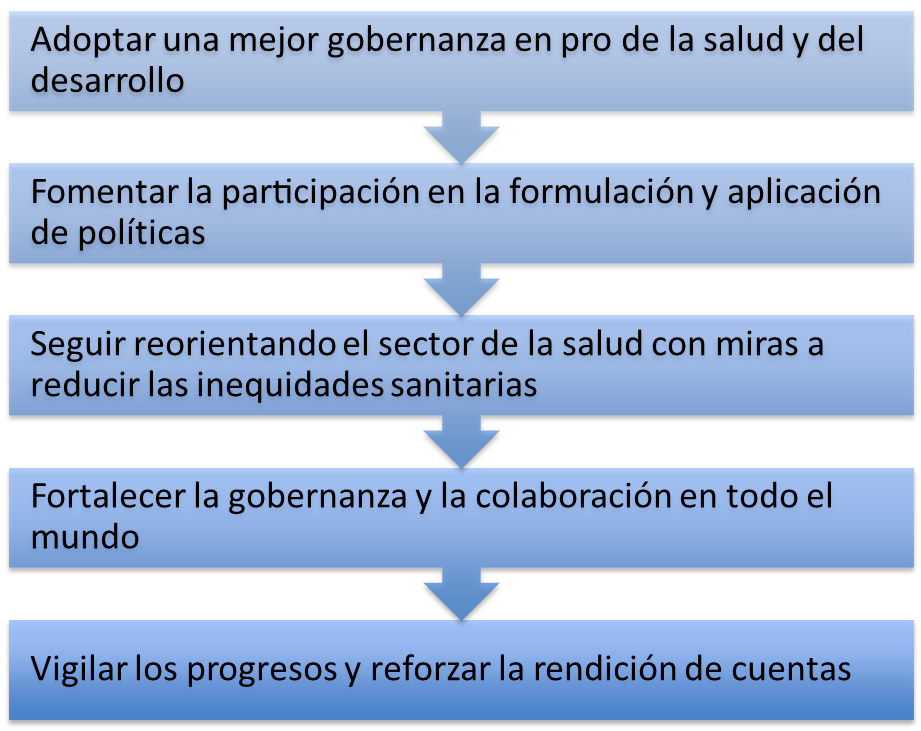 Adoptar una mejor gobernanza en pro de la salud y del
desarrollo
Fomentar la participación en la formulación y aplicación
de políticas
Seguir reorientando el sector de la salud con miras a
reducir las inequidades sanitarias
Fortalecer la gobernanza y la colaboración en todo el
mundo
Vigilar los progresos y reforzar la rendición de cuentas